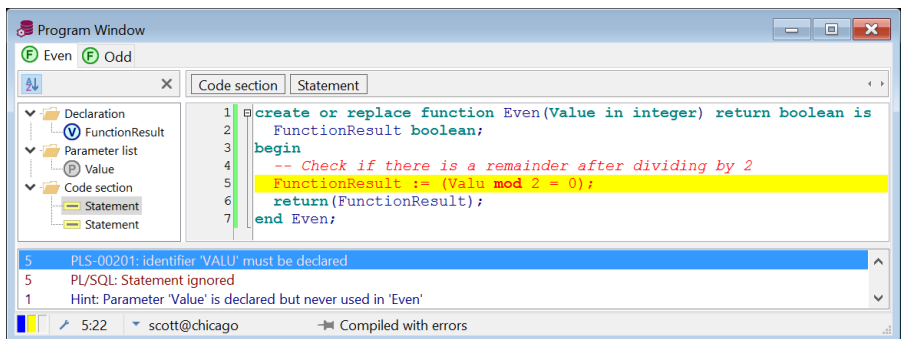 Program Window
F Even F Odd
Code section Statement
Declaration
V FunctionResult
Parameter list
P Value
Code section
Statement
Statement
1 create or replace function Even(Value in integer) return boolean is
2 FunctionResult boolean;
3 begin
4 -- Check if there is a remainder after dividing by 2
5 FunctionResult := (Valu mod 2 = 0);
6 return(FunctionResult);
7 end Even;
5 PLS-00201: identifier 'VALU' must be declared
5 PL/SQL: Statement ignored
1 Hint: Parameter 'Value' is declared but never used in 'Even'
5:22 scott@chicago Compiled with errors